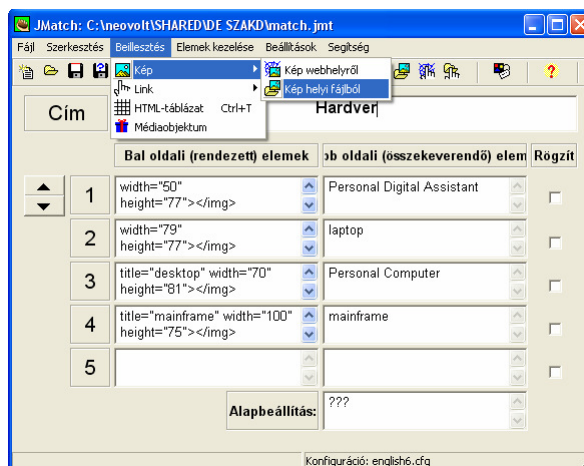 JMatch: C:\neovolt\SHARED\DE SZAKD\match.jmt
Fájl Szerkesztés Beillesztés Elemek kezelése Beállítások Segítség
Kép
Link
HTML-táblázat Ctrl+T
Médiaobjektum
Kép webhelyről
Kép helyi fájlból
?
Cím
Hardver
Bal oldali (rendezett) elemek
bb oldali (összekeverendő) elem
Rögzít
1
width="50"
height="77"></img>
Personal Digital Assistant
2
width="79"
height="77"></img>
laptop
3
title="desktop" width="70"
height="81"></img>
Personal Computer
4
title="mainframe" width="100"
height="75"></img>
mainframe
5
Alapbeállítás:
???
Konfiguráció: english6.cfg